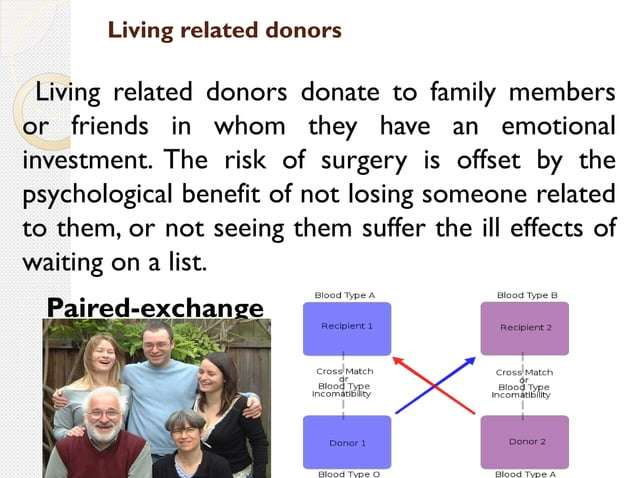 Living related donors
Living related donors donate to family members
or friends in whom they have an emotional
investment. The risk of surgery is offset by the
psychological benefit of not losing someone related
to them, or not seeing them suffer the ill effects of
waiting on a list.
Paired-exchange
Blood Type A
Blood Type B
Recipient 1
Recipient 2
Cross Match
or
Blood Type
Incomatibility
Cross Match
or
Blood Type
Incomatibility
Donor 1
Donor 2
Blood Type O
Blood Type A